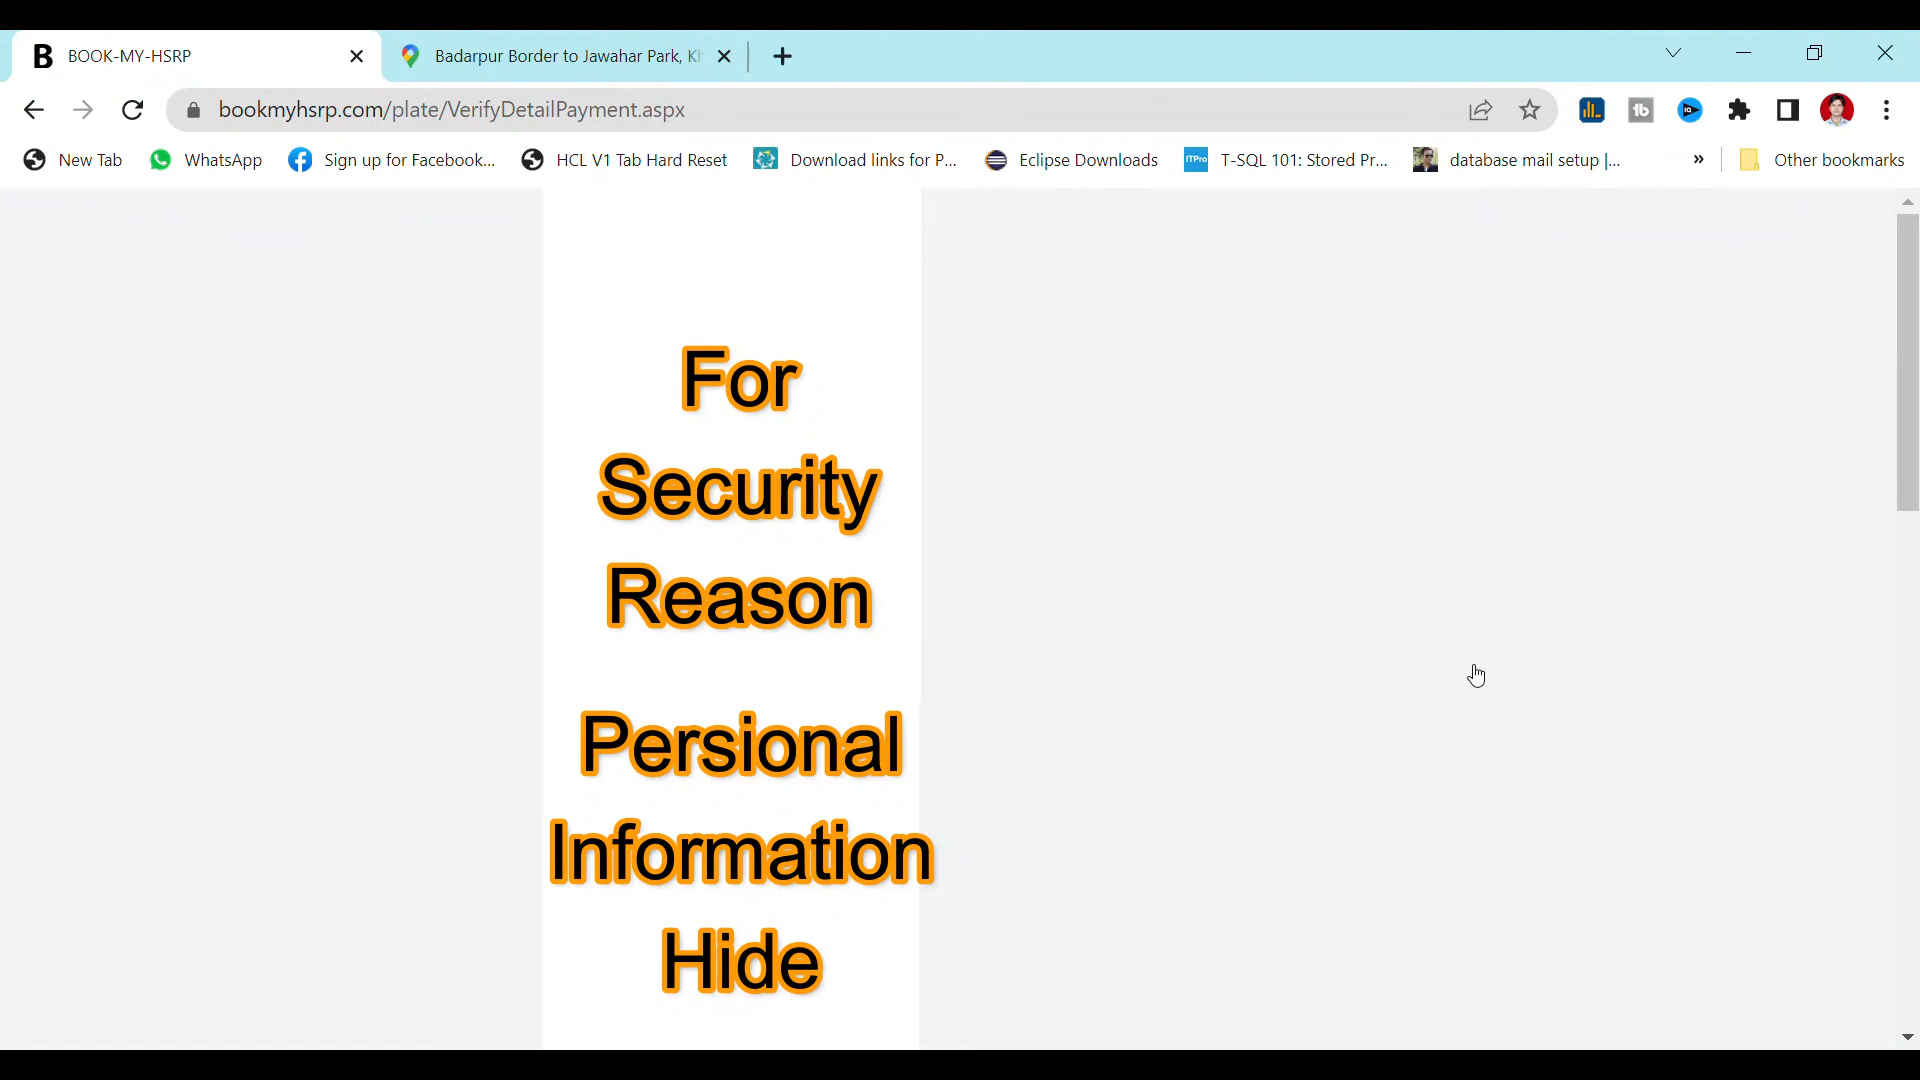 B BOOK-MY-HSRP
Badarpur Border to Jawahar Park, Kh
bookmyhsrp.com/plate/VerifyDetailPayment.aspx
New Tab
WhatsApp
Sign up for Facebook...
HCL V1 Tab Hard Reset
Download links for P...
Eclipse Downloads
ITPro T-SQL 101: Stored Pr...
database mail setup |...
»
Other bookmarks
For
Security
Reason
Persional
Information
Hide